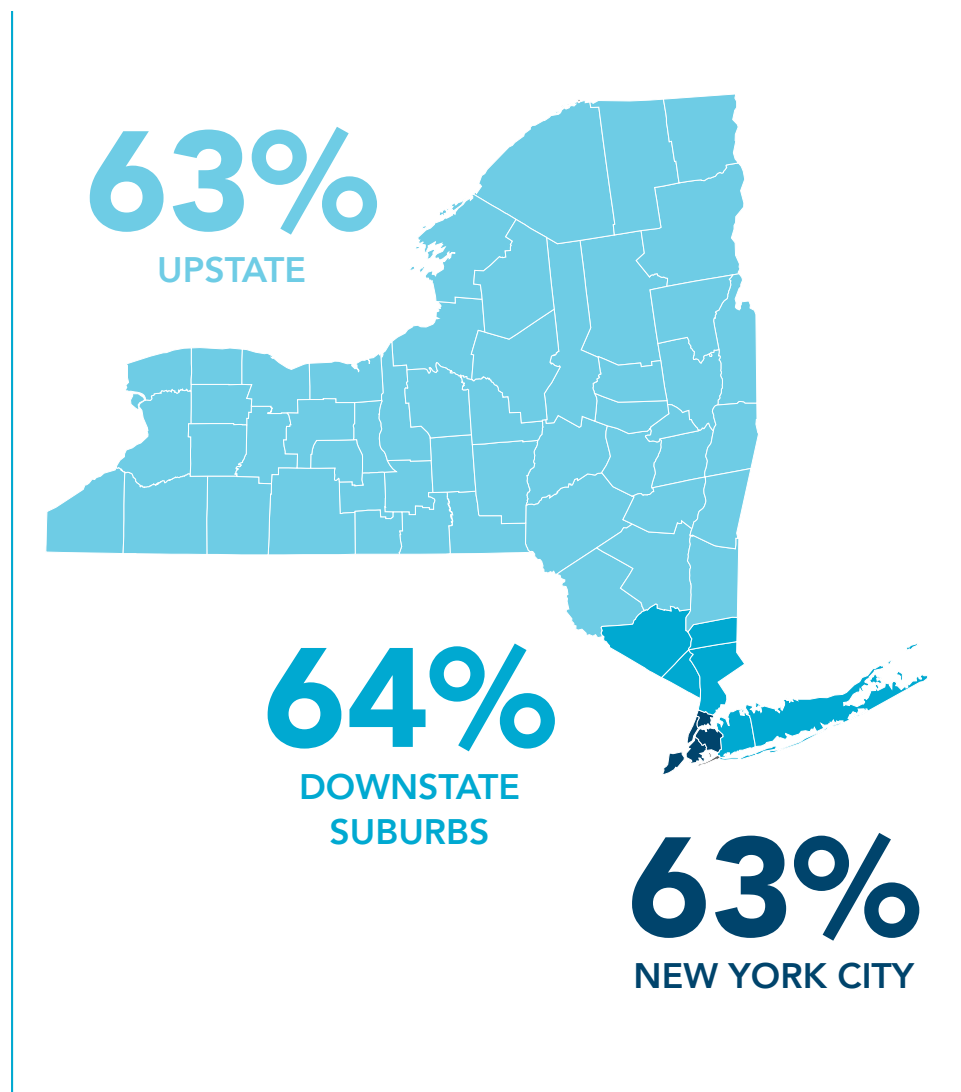 63%
UPSTATE
64%
DOWNSTATE
SUBURBS
63%
NEW YORK CITY